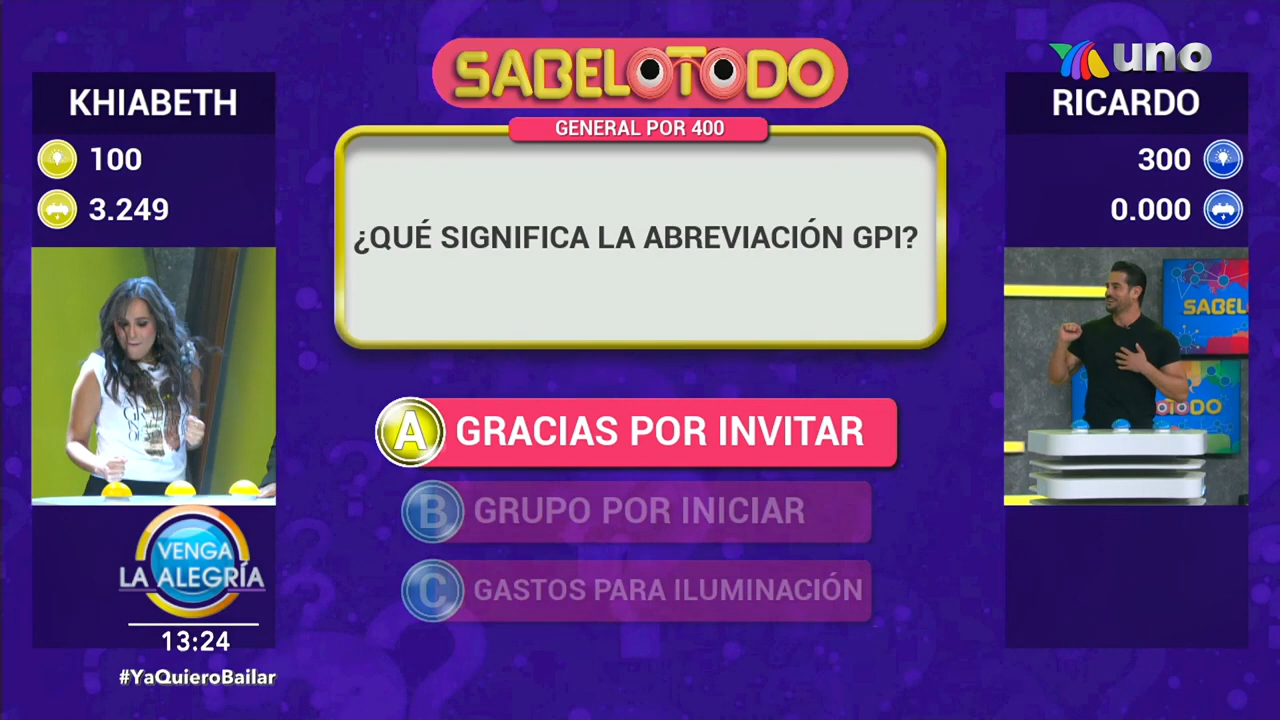 SABELOTODO
uno
KHIABETH
100
3.249
GENERAL POR 400
¿QUÉ SIGNIFICA LA ABREVIACIÓN GPI?
RICARDO
300
0.000
A GRACIAS POR INVITAR
B GRUPO POR INICIAR
C GASTOS PARA ILUMINACIÓN
SABEL
TODO
VENGA
LA ALEGRÍA
13:24
#YaQuieroBailar